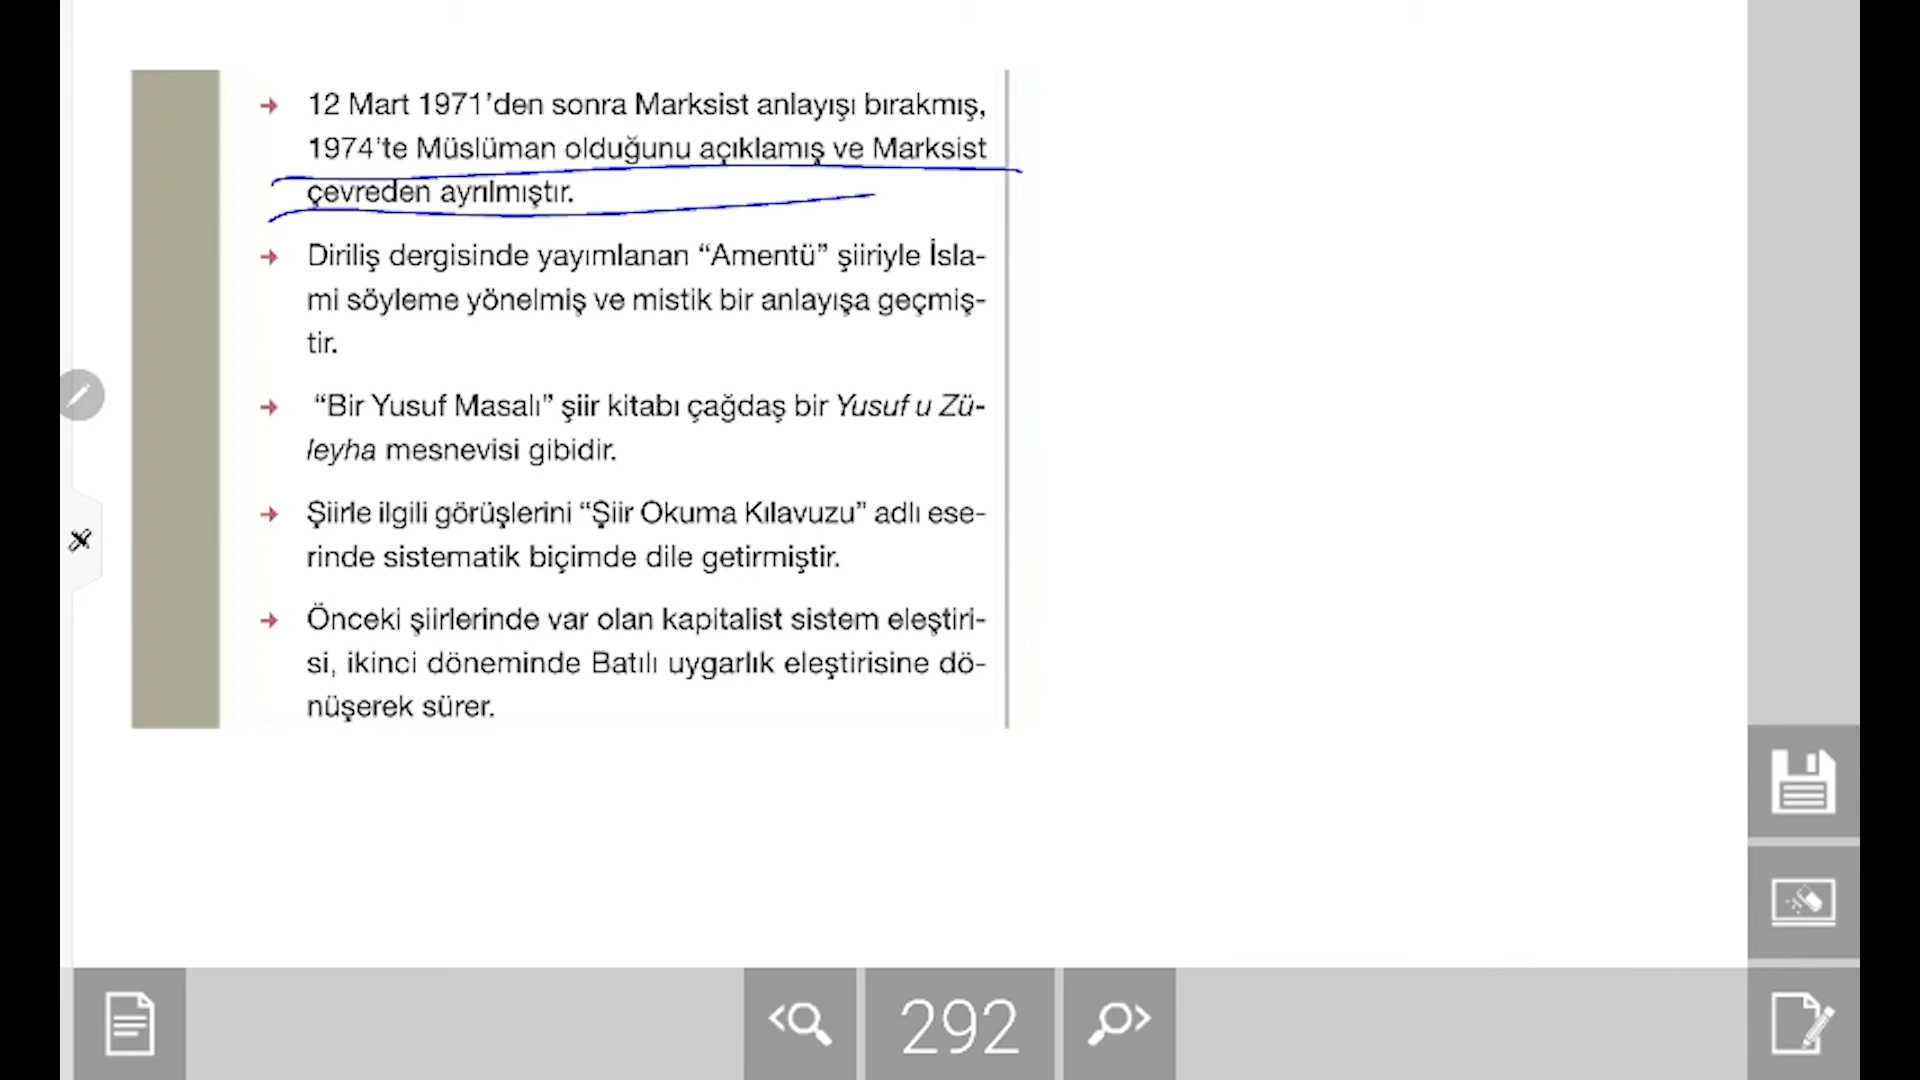 → 12 Mart 1971’den sonra Marksist anlayışı bırakmış,
1974’te Müslüman olduğunu açıklamış ve Marksist
çevreden ayrılmıştır.
→ Diriliş dergisinde yayımlanan “Amentü” şiiriyle İsla-
mi söyleme yönelmiş ve mistik bir anlayışa geçmiş-
tir.
→ “Bir Yusuf Masalı” şiir kitabı çağdaş bir Yusuf u Zü-
leyha mesnevisi gibidir.
→ Şiirle ilgili görüşlerini “Şiir Okuma Kılavuzu” adlı ese-
rinde sistematik biçimde dile getirmiştir.
→ Önceki şiirlerinde var olan kapitalist sistem eleştiri-
si, ikinci döneminde Batılı uygarlık eleştirisine dö-
nüşerek sürer.
292